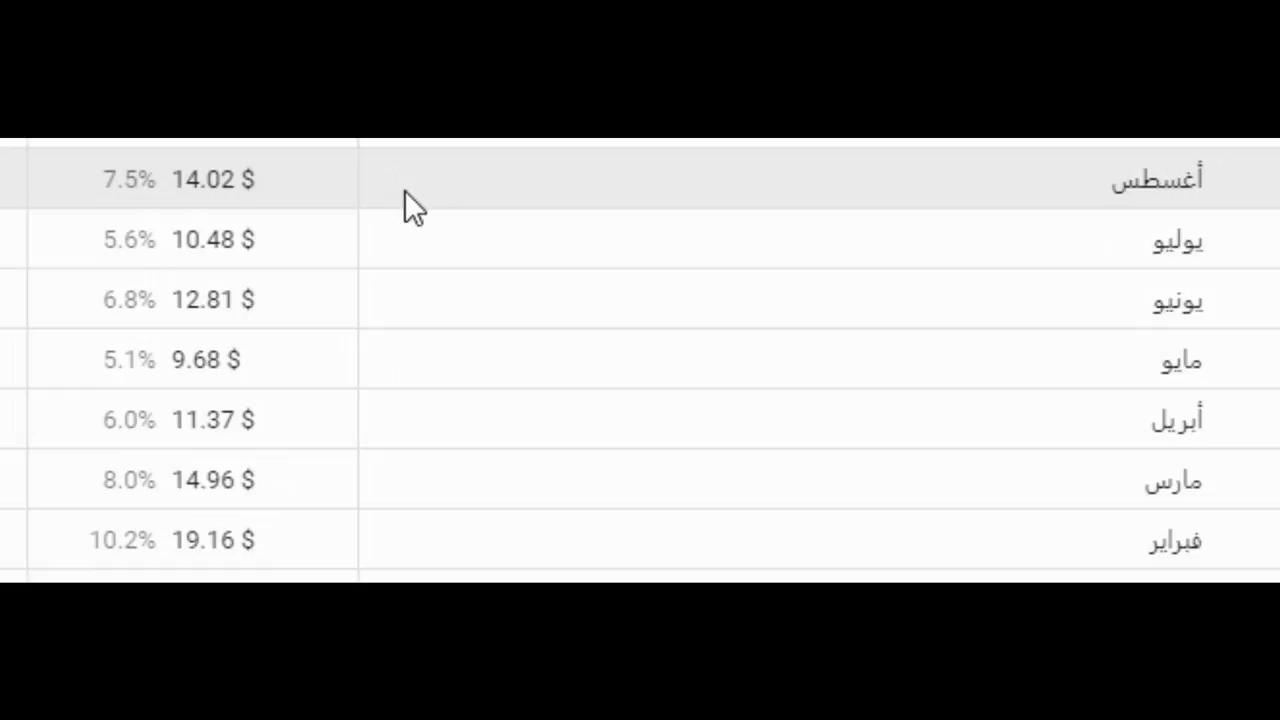 أغسطس 14.02 $ 7.5%
يوليو 10.48 $ 5.6%
يونيو 12.81 $ 6.8%
مايو 9.68 $ 5.1%
أبريل 11.37 $ 6.0%
مارس 14.96 $ 8.0%
فبراير 19.16 $ 10.2%